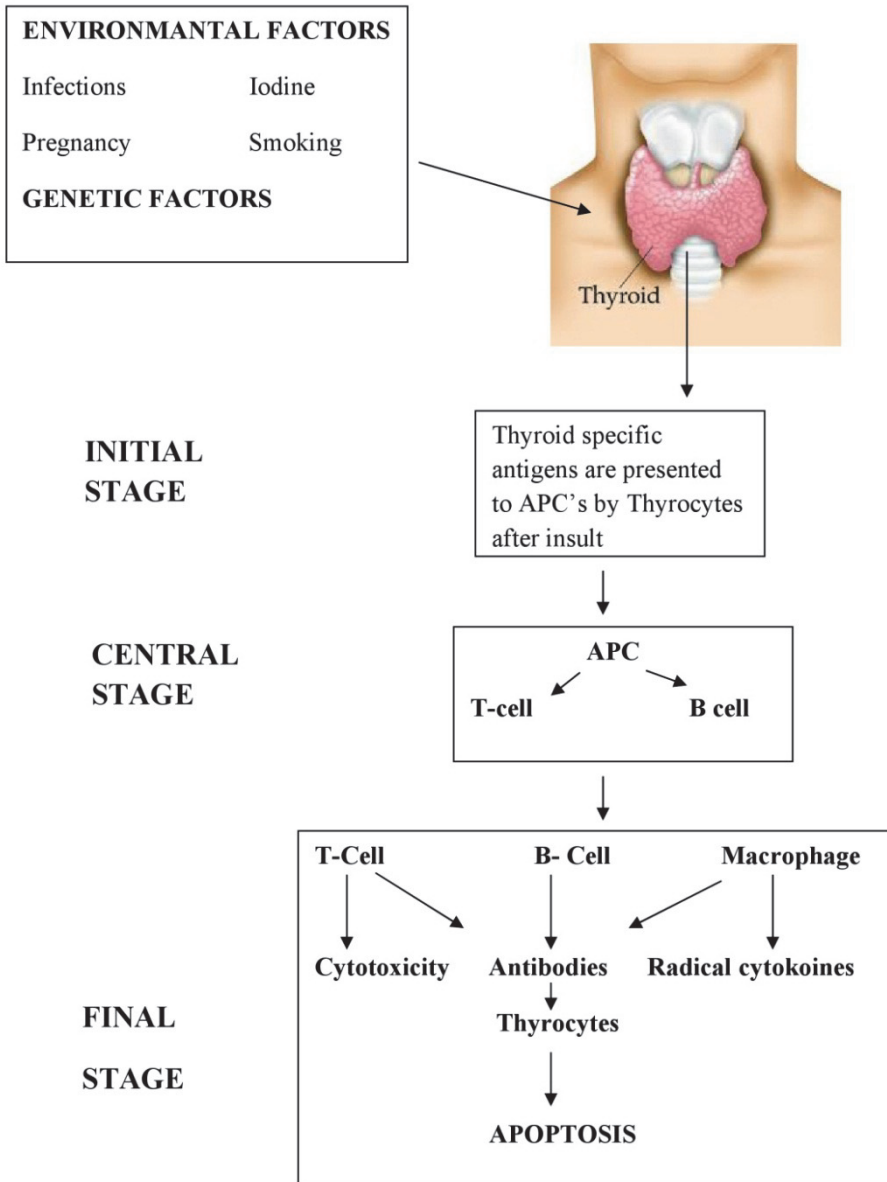 ENVIRONMANTAL FACTORS
Infections Iodine
Pregnancy Smoking
GENETIC FACTORS
Thyroid
INITIAL
STAGE
Thyroid specific
antigens are presented
to APC’s by Thyrocytes
after insult
CENTRAL
STAGE
APC
T-cell B cell
T-Cell B- Cell Macrophage
Cytotoxicity Antibodies Radical cytokoines
Thyrocytes
APOPTOSIS
FINAL
STAGE